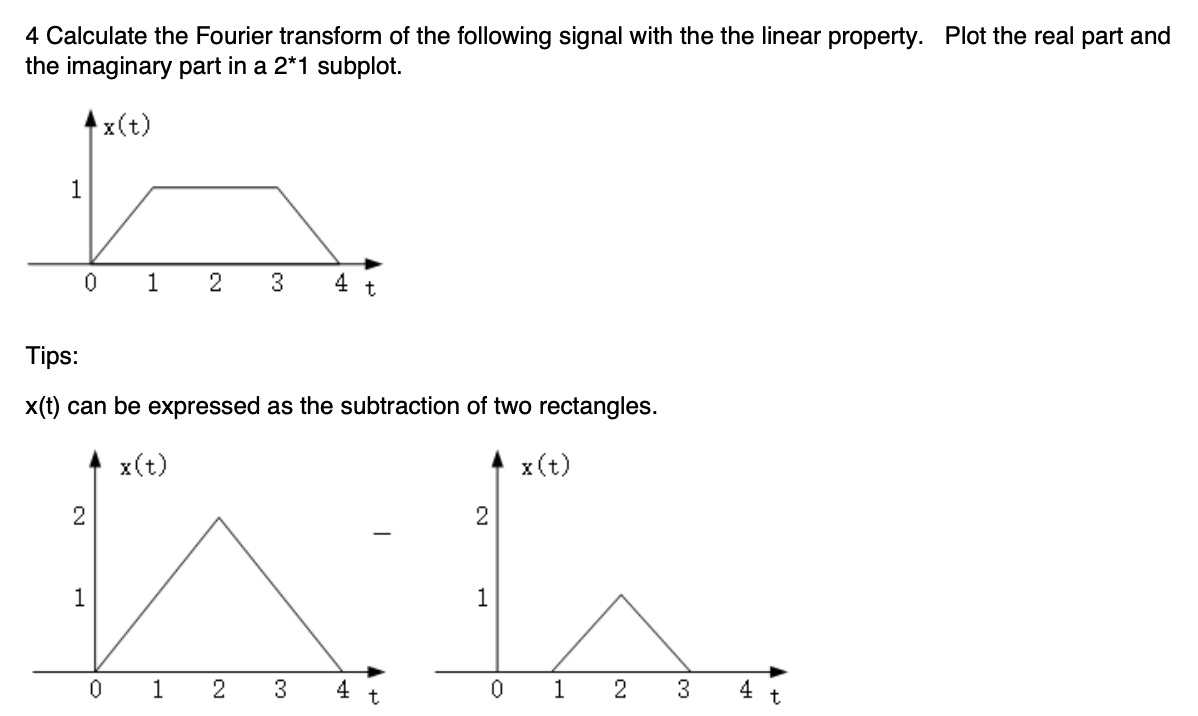 4 Calculate the Fourier transform of the following signal with the the linear property. Plot the real part and
the imaginary part in a 2*1 subplot.
x(t)
1
0 1 2 3 4 t
Tips:
x(t) can be expressed as the subtraction of two rectangles.
x(t) x(t)
2 – 2
1 1
0 1 2 3 4 t 0 1 2 3 4 t